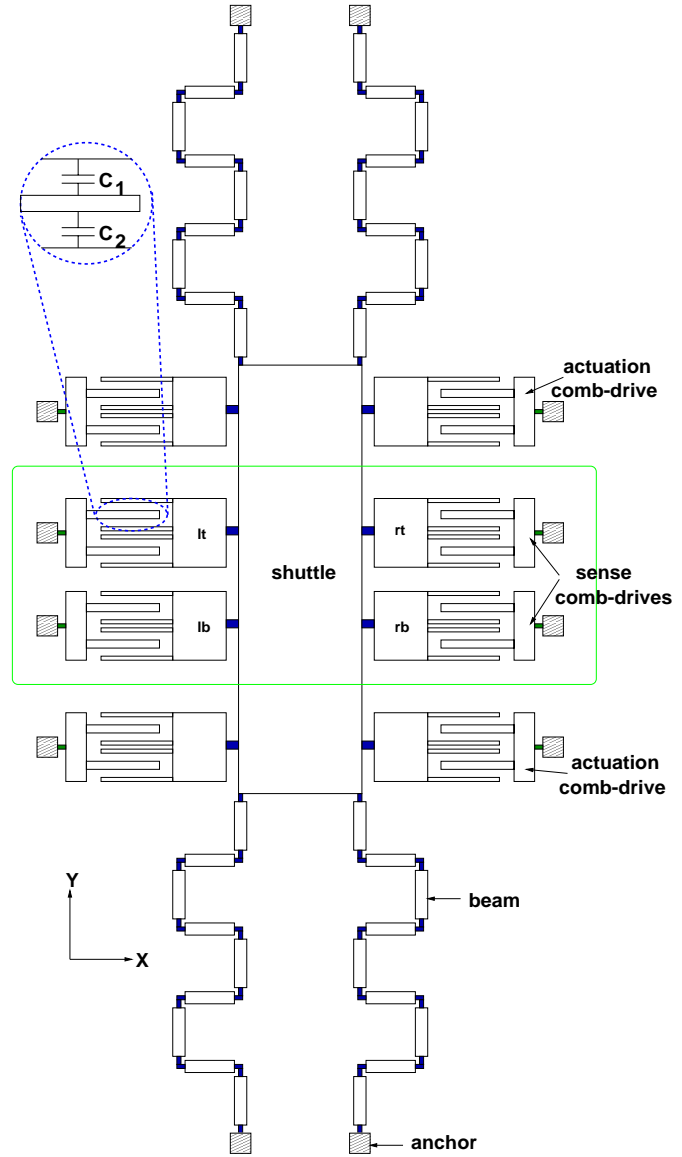 C1
C2
actuation
comb-drive
lt
rt
shuttle
sense
comb-drives
lb
rb
actuation
comb-drive
Y
beam
X
anchor